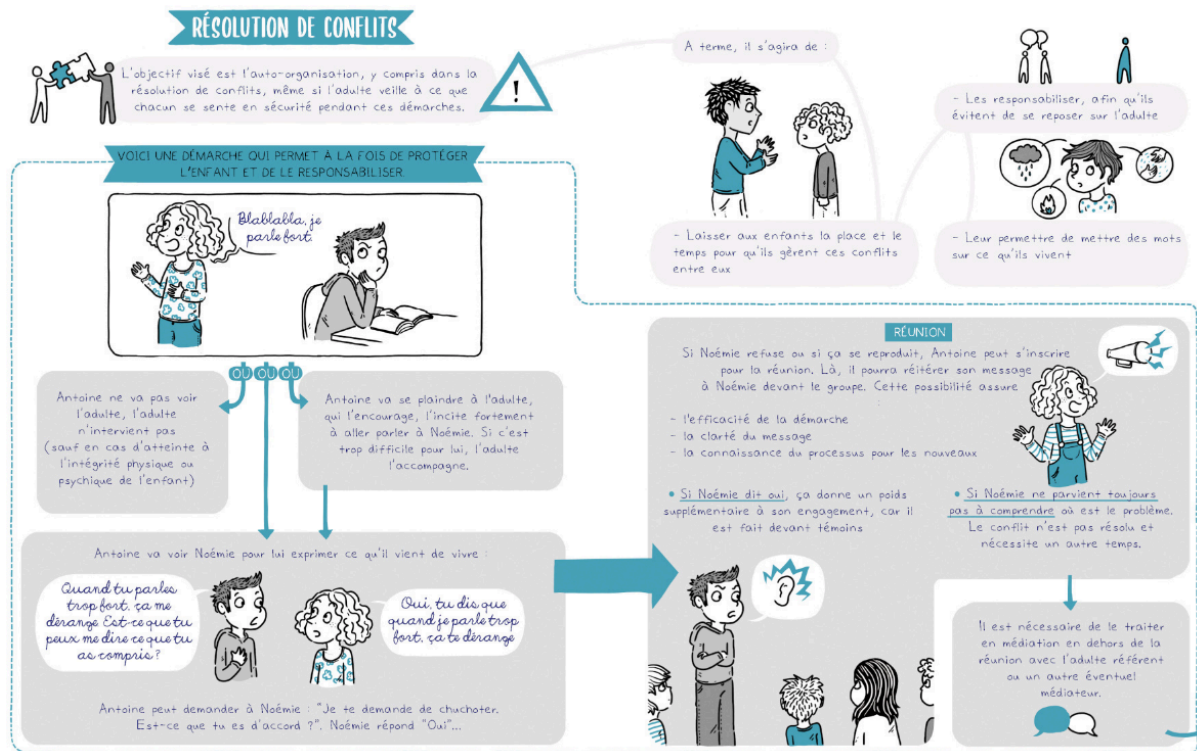 RÉSOLUTION DE CONFLITS
L'objectif visé est l'auto-organisation, y compris dans la
résolution de conflits, même si l'adulte veille à ce que
chacun se sente en sécurité pendant ces démarches.
!
A terme, il s'agira de :
- Laisser aux enfants la place et le
temps pour qu'ils gèrent ces conflits
entre eux
- Les responsabiliser, afin qu'ils
évitent de se reposer sur l'adulte
- Leur permettre de mettre des mots
sur ce qu'ils vivent
VOICI UNE DÉMARCHE QUI PERMET À LA FOIS DE PROTÉGER
L'ENFANT ET DE LE RESPONSABILISER
Blablabla, je
parle fort.
OU OU OU
Antoine ne va pas voir
l'adulte, l'adulte
n'intervient pas
(sauf en cas d'atteinte à
l'intégrité physique ou
psychique de l'enfant)
Antoine va se plaindre à l'adulte,
qui l'encourage, l'incite fortement
à aller parler à Noémie. Si c'est
trop difficile pour lui, l'adulte
l'accompagne.
Antoine va voir Noémie pour lui exprimer ce qu'il vient de vivre :
Quand tu parles
trop fort, ça me
dérange. Est-ce que tu
peux me dire ce que tu
as compris ?
Oui, tu dis que
quand je parle trop
fort, ça te dérange
Antoine peut demander à Noémie : "Je te demande de chuchoter.
Est-ce que tu es d'accord ?". Noémie répond "Oui"...
RÉUNION
Si Noémie refuse ou si ça se reproduit, Antoine peut s'inscrire
pour la réunion. Là, il pourra réitérer son message
à Noémie devant le groupe. Cette possibilité assure
:
- l'efficacité de la démarche
- la clarté du message
- la connaissance du processus pour les nouveaux
• Si Noémie dit oui, ça donne un poids
supplémentaire à son engagement, car il
est fait devant témoins
• Si Noémie ne parvient toujours
pas à comprendre où est le problème.
Le conflit n'est pas résolu et
nécessite un autre temps.
Il est nécessaire de le traiter
en médiation en dehors de la
réunion avec l'adulte référent
ou un autre éventuel
médiateur.